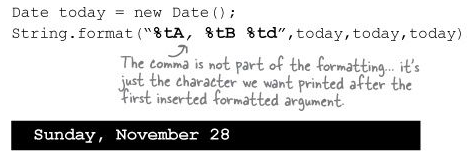 Date today = new Date();
String.format(“%tA, %tB %td”,today,today,today)
The comma is not part of the formatting... it's
just the character we want printed after the
first inserted formatted argument.
Sunday, November 28